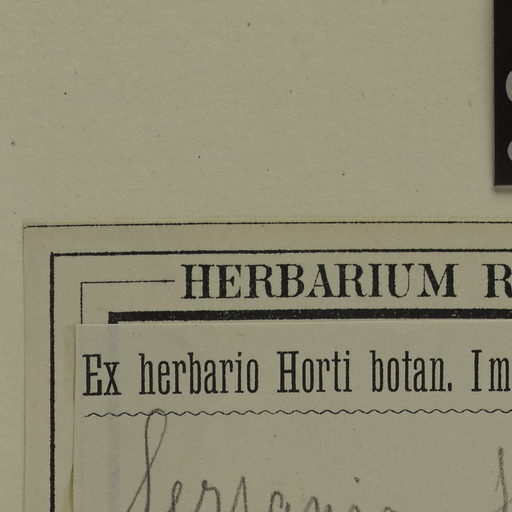 HERBARIUM R
Ex herbario Horti botan. Im